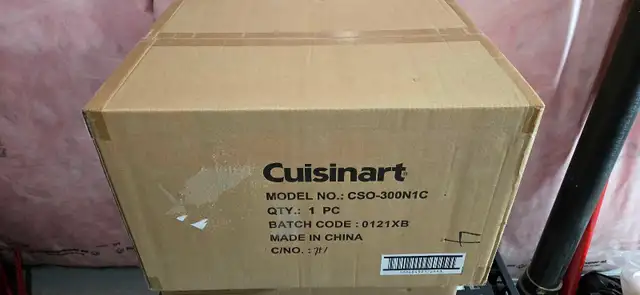 Cuisinart
MODEL NO.: CSO-300N1C
QTY.: 1 PC
BATCH CODE : 0121XB
MADE IN CHINA
C/NO. :